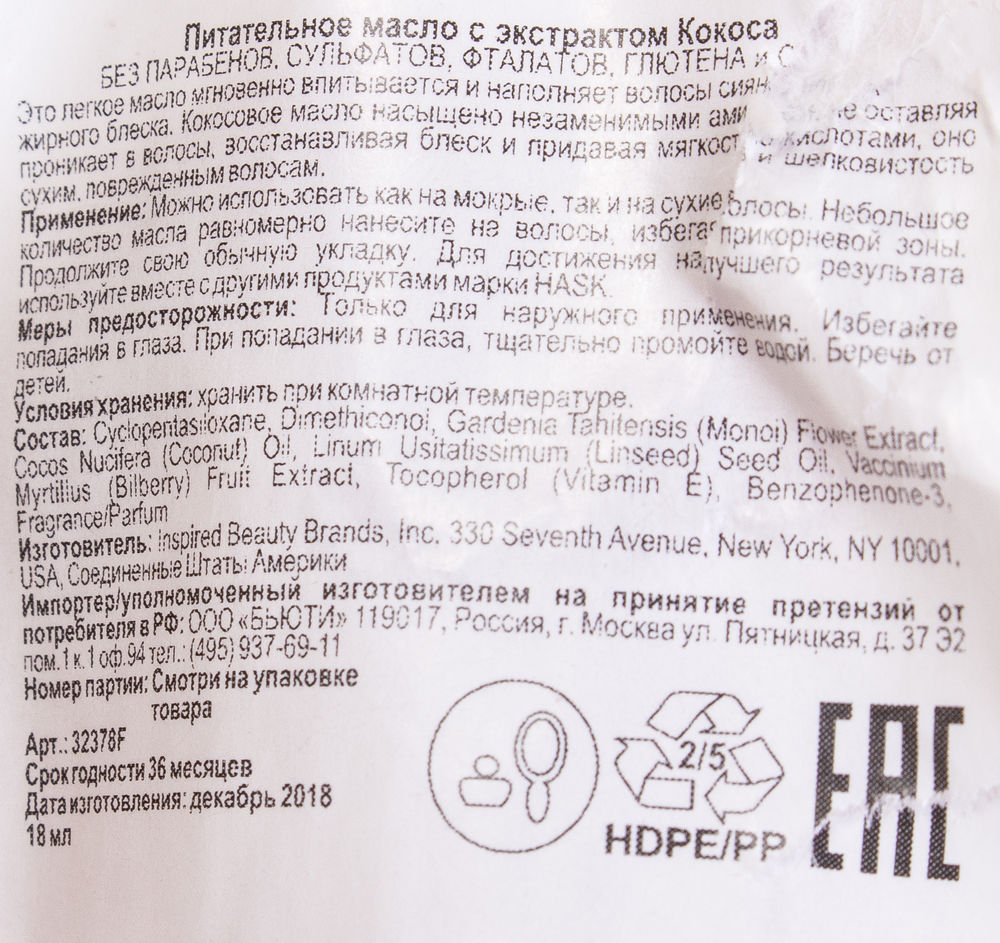 Питательное масло с экстрактом Кокоса
БЕЗ ПАРАБЕНОВ, СУЛЬФАТОВ, ФТАЛАТОВ, ГЛЮТЕНА И С
Это легкое масло мгновенно впитывается и наполняет волосы сиян не оставляя
жирного блеска. Кокосовое масло насыщено незаменимыми ами кислотами, оно
проникает в волосы, восстанавливая блеск и придавая мягкост и шелковистость
сухим, поврежденным волосам.
Применение: Можно использовать как на мокрые, так и на сухие волосы. Небольшое
количество масла равномерно нанесите на волосы, избега прикорневой зоны.
Продолжите свою обычную укладку. Для достижения наилучшего результата
используйте вместе с другими продуктами марки HASK.
Меры предосторожности: Только для наружного применения. Избегайте
попадания в глаза. При попадании в глаза, тщательно промойте водой. Беречь от
детей.
Условия хранения: хранить при комнатной температуре.
Состав: Cyclopentasiloxane, Dimethiconol, Gardenia Tahitensis (Monoi) Flower Extract,
Cocos Nucifera (Coconut) Oil, Linum Usitatissimum (Linseed) Seed Oil, Vaccinium
Myrtillus (Bilberry) Fruit Extract, Tocopherol (Vitamin E), Benzophenone-3,
Fragrance/Parfum
Изготовитель: Inspired Beauty Brands, Inc. 330 Seventh Avenue, New York, NY 10001,
USA, Соединенные Штаты Америки
Импортер/уполномоченный изготовителем на принятие претензий от
потребителя в РФ: ООО «БЬЮТИ» 119017, Россия, г. Москва ул. Пятницкая, д. 37 Э2
пом.1 к.1 оф.94 тел.: (495) 937-69-11
Номер партии: Смотри на упаковке
товара
Арт.: 32378F
Срок годности 36 месяцев
Дата изготовления: декабрь 2018
18 мл
2/5
HDPE/PP
EAC